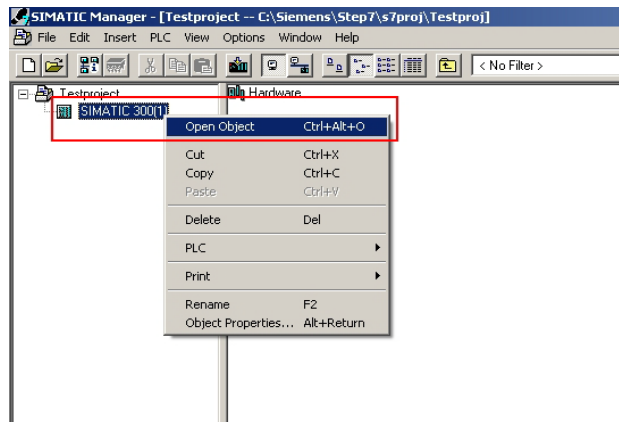 SIMATIC Manager - [Testproject -- C:\Siemens\Step7\s7proj\Testproj]
File Edit Insert PLC View Options Window Help
< No Filter >
Testproject
Hardware
SIMATIC 300(1)
Open Object Ctrl+Alt+O
Cut Ctrl+X
Copy Ctrl+C
Paste Ctrl+V
Delete Del
PLC
Print
Rename F2
Object Properties... Alt+Return